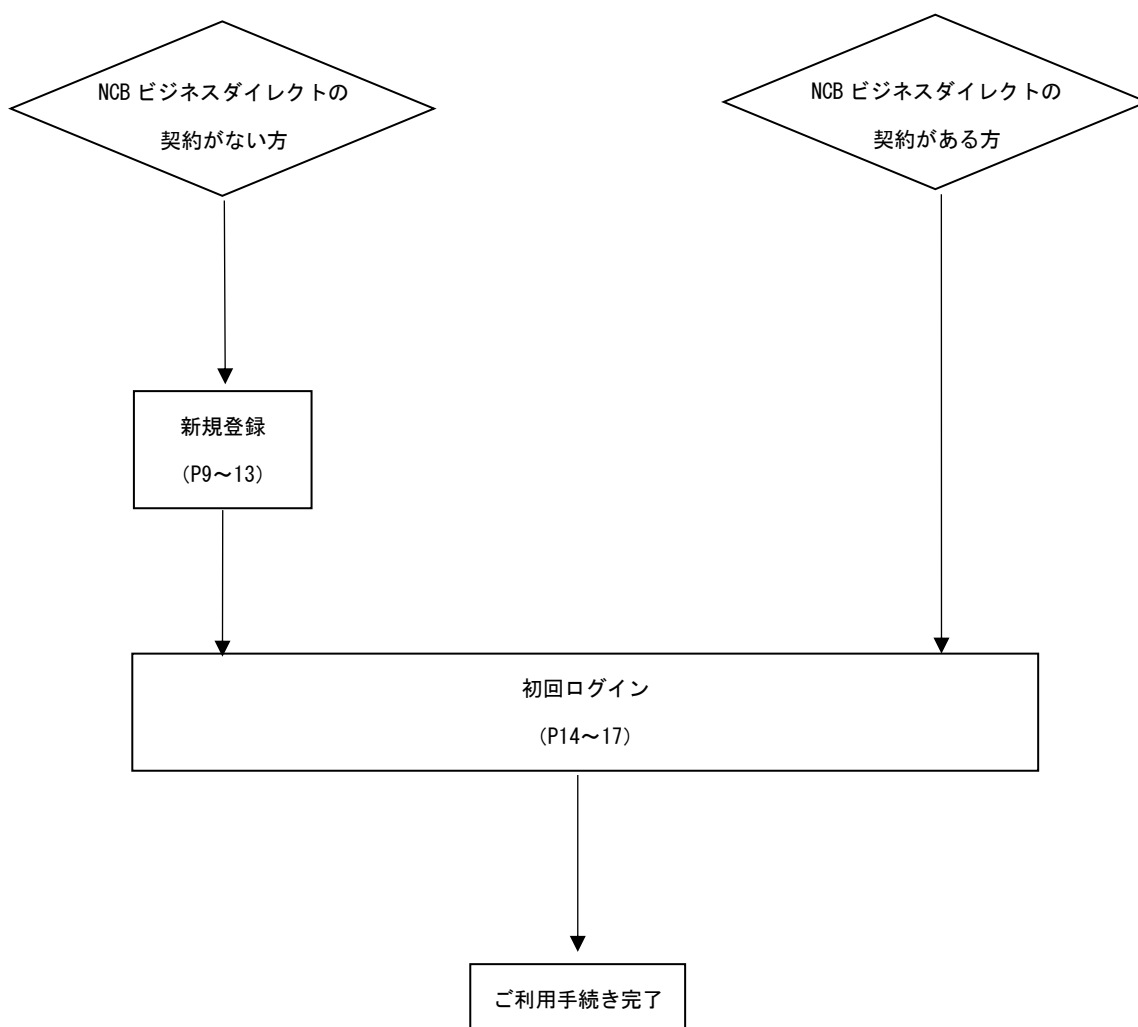 NCB ビジネスダイレクトの
契約がない方
NCB ビジネスダイレクトの
契約がある方
新規登録
（P9～13）
初回ログイン
（P14～17）
ご利用手続き完了